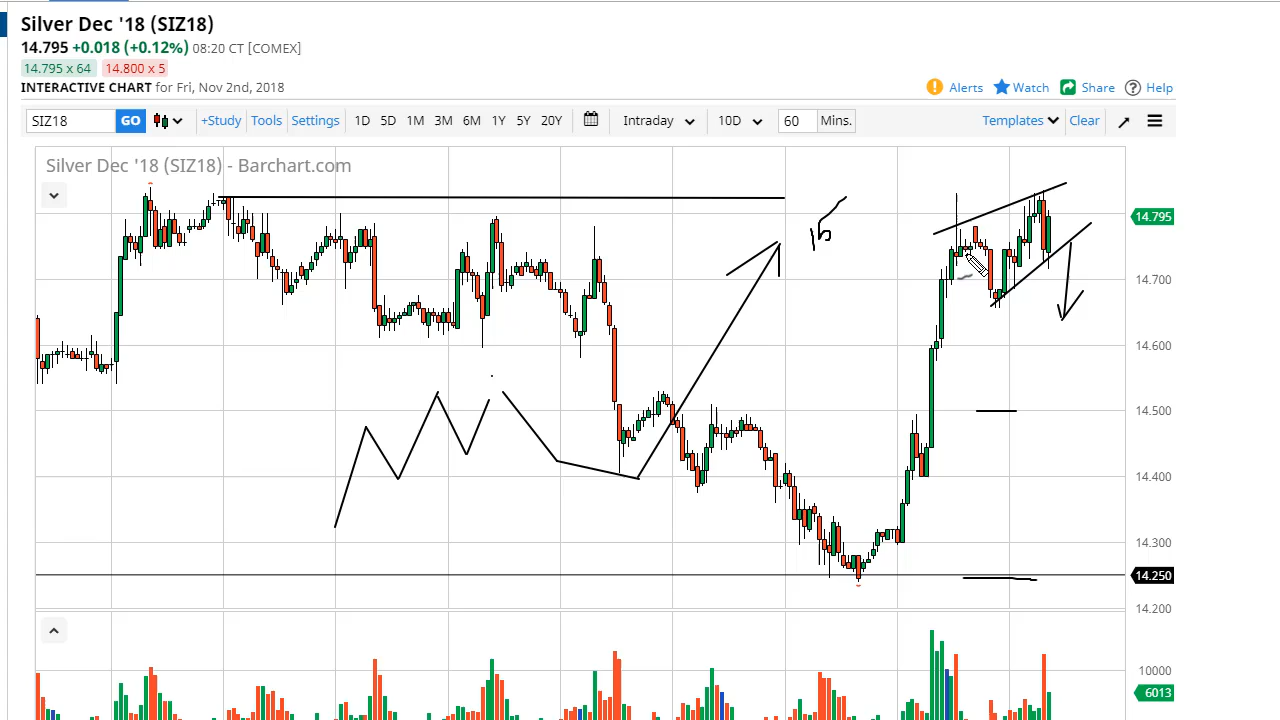 Silver Dec '18 (SIZ18)
14.795 +0.018 (+0.12%) 08:20 CT [COMEX]
14.795 x 64 14.800 x 5
INTERACTIVE CHART for Fri, Nov 2nd, 2018
Alerts Watch Share Help
SIZ18 GO +Study Tools Settings 1D 5D 1M 3M 6M 1Y 5Y 20Y Intraday 10D 60 Mins. Templates Clear
Silver Dec '18 (SIZ18) - Barchart.com
14.795
15
14.700
14.600
14.500
14.400
14.300
14.250
14.200
10000
6013